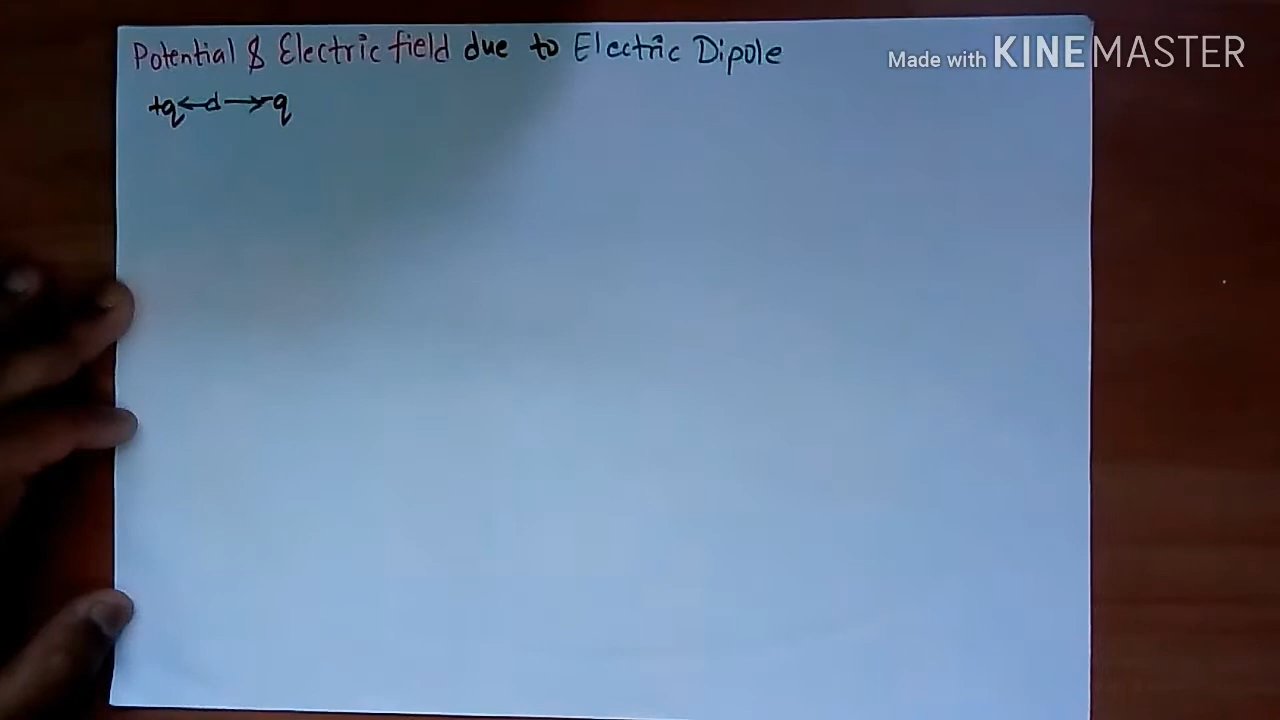 Potential & Electric field due to Electric Dipole
Made with KINEMASTER
+q←d→-q